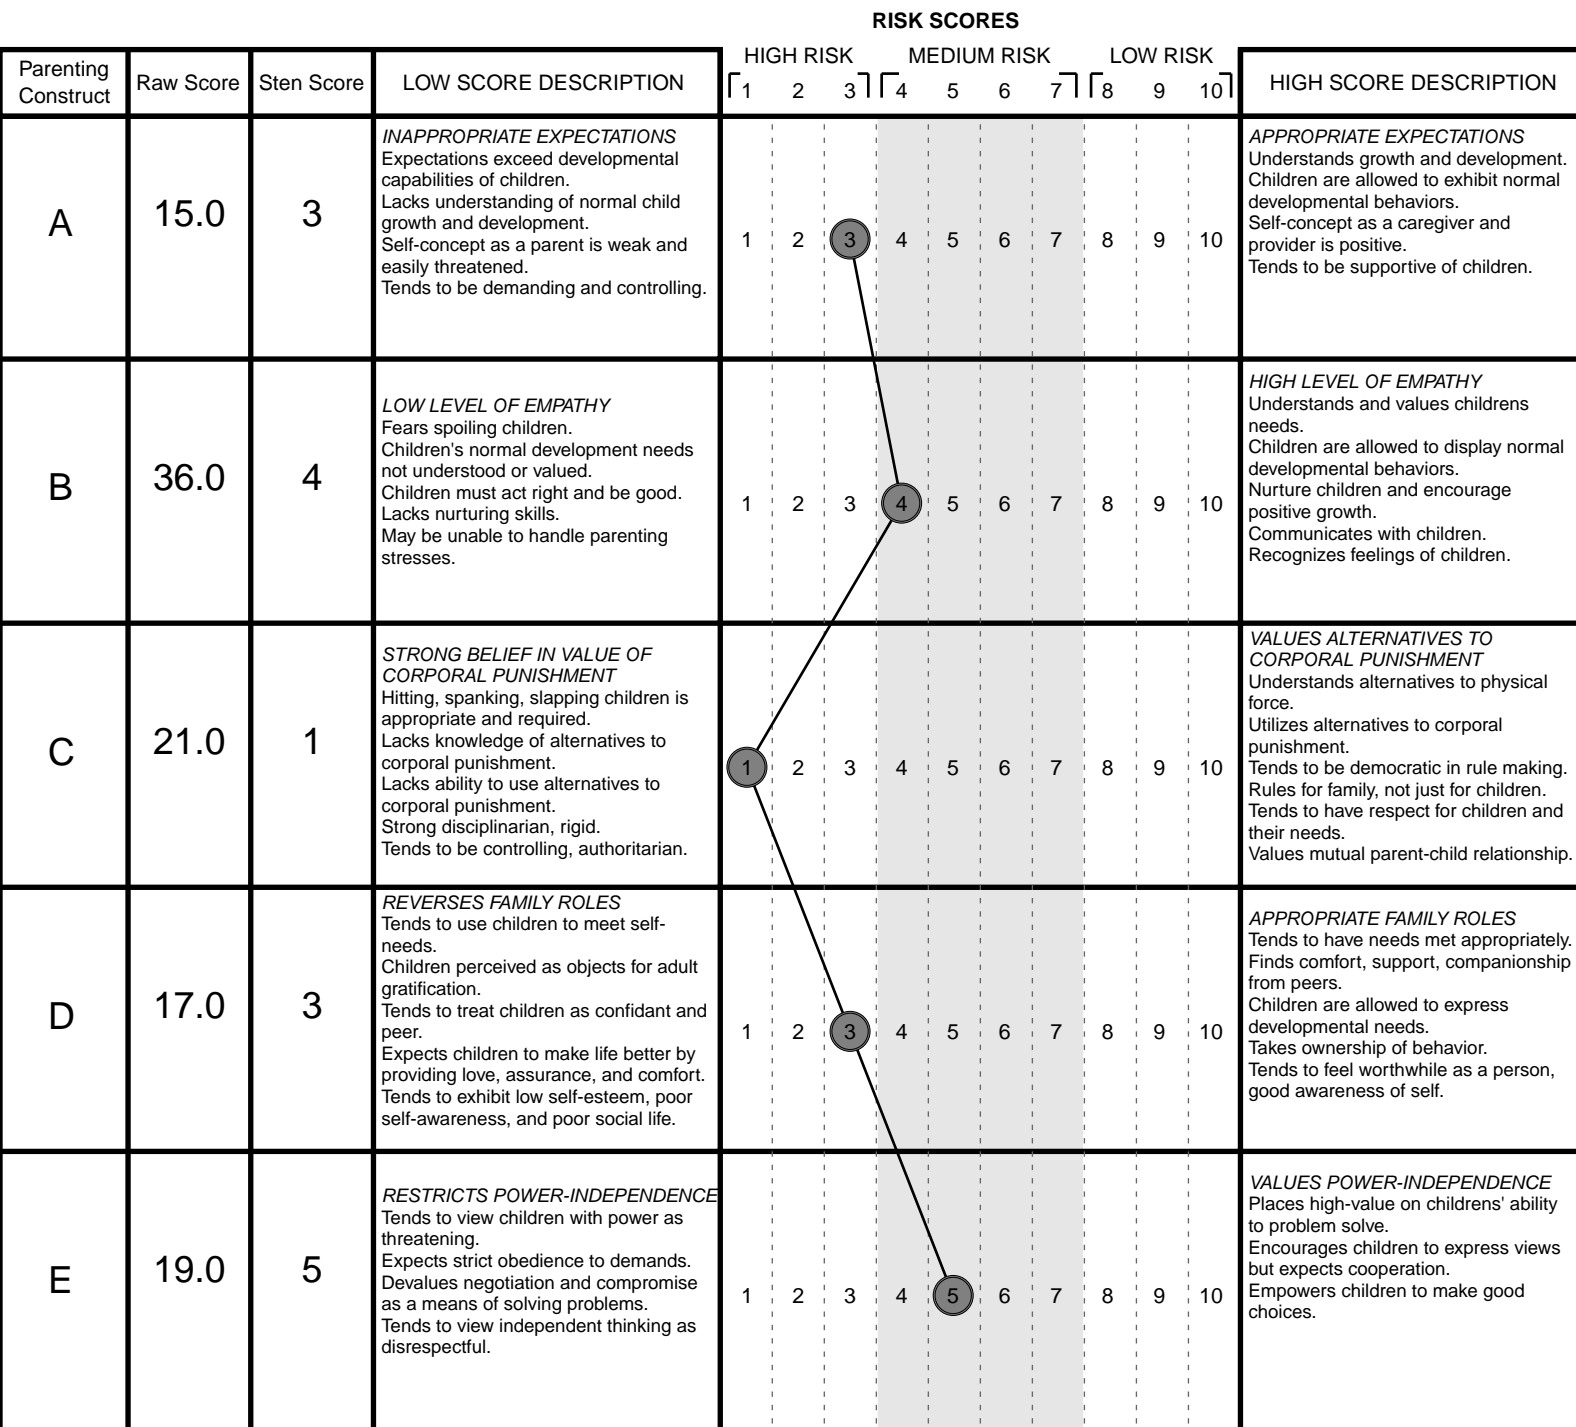 RISK SCORES
HIGH RISK MEDIUM RISK LOW RISK
Parenting Construct
Raw Score
Sten Score
LOW SCORE DESCRIPTION
1 2 3 4 5 6 7 8 9 10
HIGH SCORE DESCRIPTION
A
15.0
3
INAPPROPRIATE EXPECTATIONS
Expectations exceed developmental
capabilities of children.
Lacks understanding of normal child
growth and development.
Self-concept as a parent is weak and
easily threatened.
Tends to be demanding and controlling.
1 2 3 4 5 6 7 8 9 10
APPROPRIATE EXPECTATIONS
Understands growth and development.
Children are allowed to exhibit normal
developmental behaviors.
Self-concept as a caregiver and
provider is positive.
Tends to be supportive of children.
B
36.0
4
LOW LEVEL OF EMPATHY
Fears spoiling children.
Children's normal development needs
not understood or valued.
Children must act right and be good.
Lacks nurturing skills.
May be unable to handle parenting
stresses.
1 2 3 4 5 6 7 8 9 10
HIGH LEVEL OF EMPATHY
Understands and values childrens
needs.
Children are allowed to display normal
developmental behaviors.
Nurture children and encourage
positive growth.
Communicates with children.
Recognizes feelings of children.
C
21.0
1
STRONG BELIEF IN VALUE OF
CORPORAL PUNISHMENT
Hitting, spanking, slapping children is
appropriate and required.
Lacks knowledge of alternatives to
corporal punishment.
Lacks ability to use alternatives to
corporal punishment.
Strong disciplinarian, rigid.
Tends to be controlling, authoritarian.
1 2 3 4 5 6 7 8 9 10
VALUES ALTERNATIVES TO
CORPORAL PUNISHMENT
Understands alternatives to physical
force.
Utilizes alternatives to corporal
punishment.
Tends to be democratic in rule making.
Rules for family, not just for children.
Tends to have respect for children and
their needs.
Values mutual parent-child relationship.
D
17.0
3
REVERSES FAMILY ROLES
Tends to use children to meet self-
needs.
Children perceived as objects for adult
gratification.
Tends to treat children as confidant and
peer.
Expects children to make life better by
providing love, assurance, and comfort.
Tends to exhibit low self-esteem, poor
self-awareness, and poor social life.
1 2 3 4 5 6 7 8 9 10
APPROPRIATE FAMILY ROLES
Tends to have needs met appropriately.
Finds comfort, support, companionship
from peers.
Children are allowed to express
developmental needs.
Takes ownership of behavior.
Tends to feel worthwhile as a person,
good awareness of self.
E
19.0
5
RESTRICTS POWER-INDEPENDENCE
Tends to view children with power as
threatening.
Expects strict obedience to demands.
Devalues negotiation and compromise
as a means of solving problems.
Tends to view independent thinking as
disrespectful.
1 2 3 4 5 6 7 8 9 10
VALUES POWER-INDEPENDENCE
Places high-value on childrens' ability
to problem solve.
Encourages children to express views
but expects cooperation.
Empowers children to make good
choices.